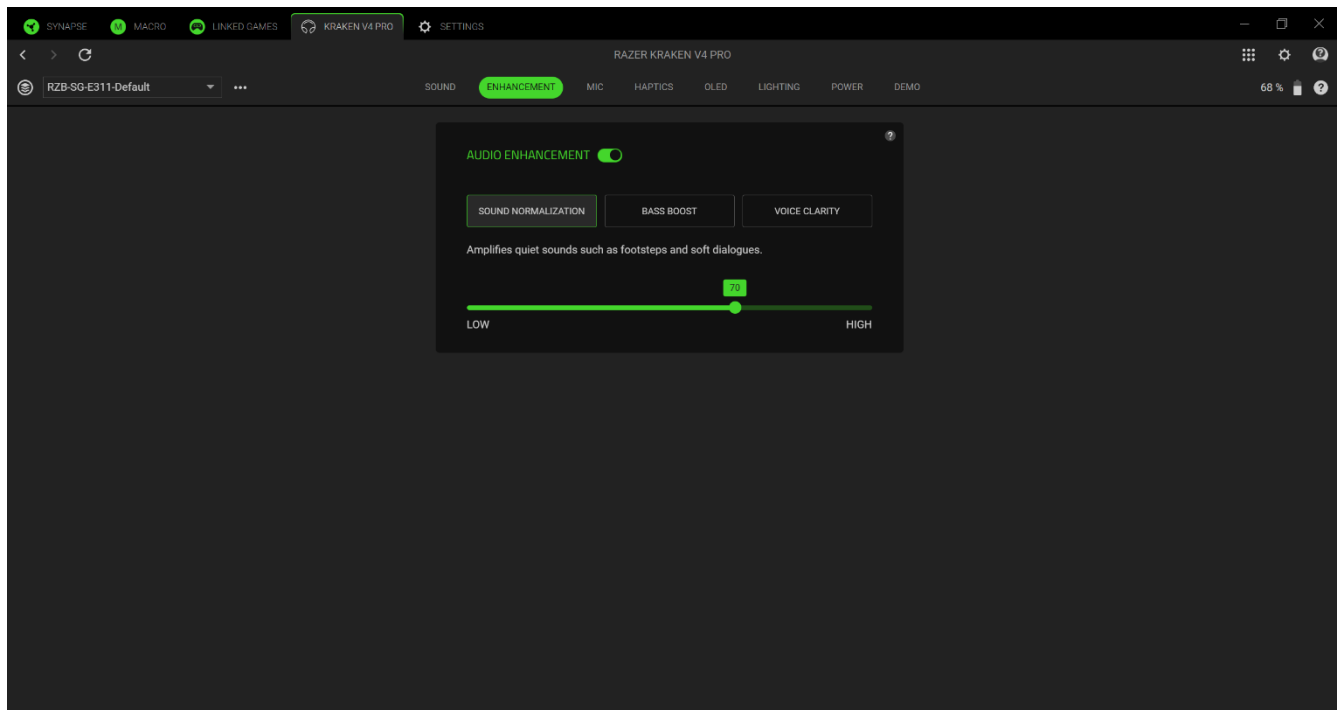 SYNAPSE M MACRO LINKED GAMES KRAKEN V4 PRO SETTINGS
RAZER KRAKEN V4 PRO
RZB-SG-E311-Default SOUND ENHANCEMENT MIC HAPTICS OLED LIGHTING POWER DEMO 68 % ?
?
AUDIO ENHANCEMENT
SOUND NORMALIZATION BASS BOOST VOICE CLARITY
Amplifies quiet sounds such as footsteps and soft dialogues.
70
LOW HIGH